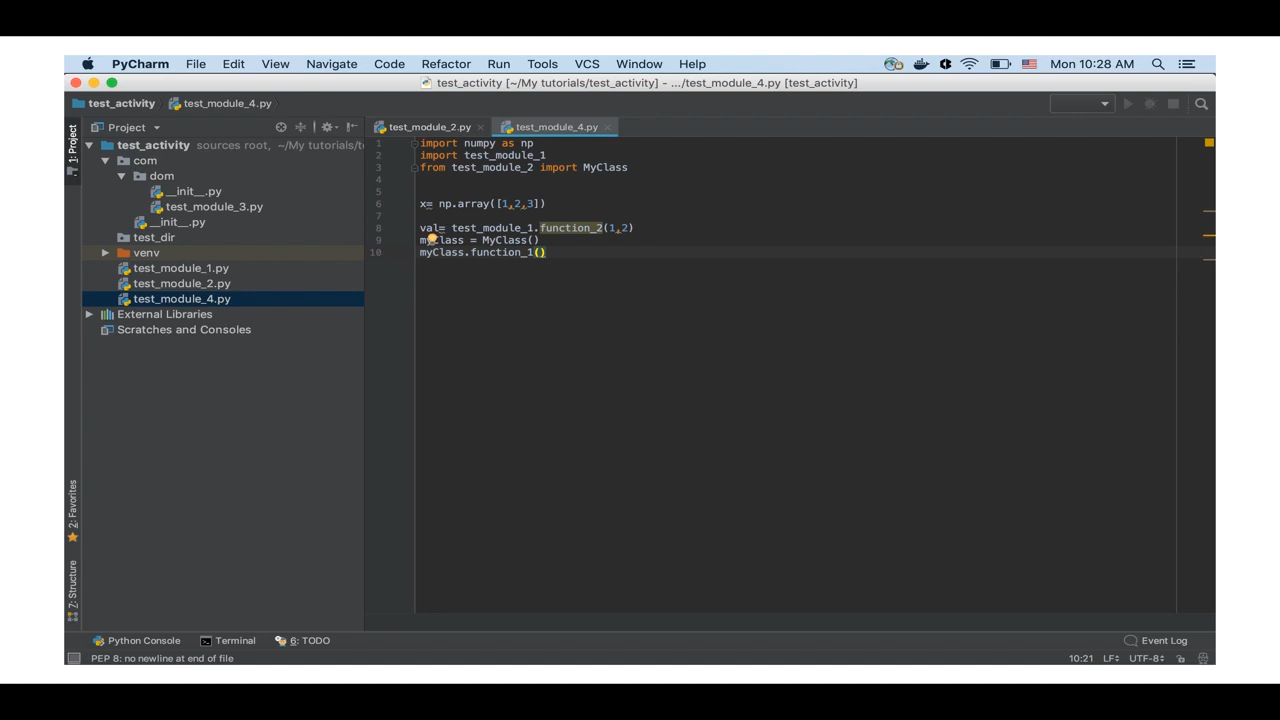 PyCharm File Edit View Navigate Code Refactor Run Tools VCS Window Help Mon 10:28 AM
test_activity [~/My tutorials/test_activity] - .../test_module_4.py [test_activity]
test_activity test_module_4.py
1: Project
Project
test_module_2.py test_module_4.py
test_activity sources root, ~/My tutorials/t
com
dom
__init__.py
test_module_3.py
__init__.py
test_dir
venv
test_module_1.py
test_module_2.py
test_module_4.py
External Libraries
Scratches and Consoles
1 import numpy as np
2 import test_module_1
3 from test_module_2 import MyClass
4
5
6 x= np.array([1,2,3])
7
8 val= test_module_1.function_2(1,2)
9 myClass = MyClass()
10 myClass.function_1()
2: Favorites
7: Structure
Python Console Terminal 6: TODO Event Log
PEP 8: no newline at end of file 10:21 LF UTF-8